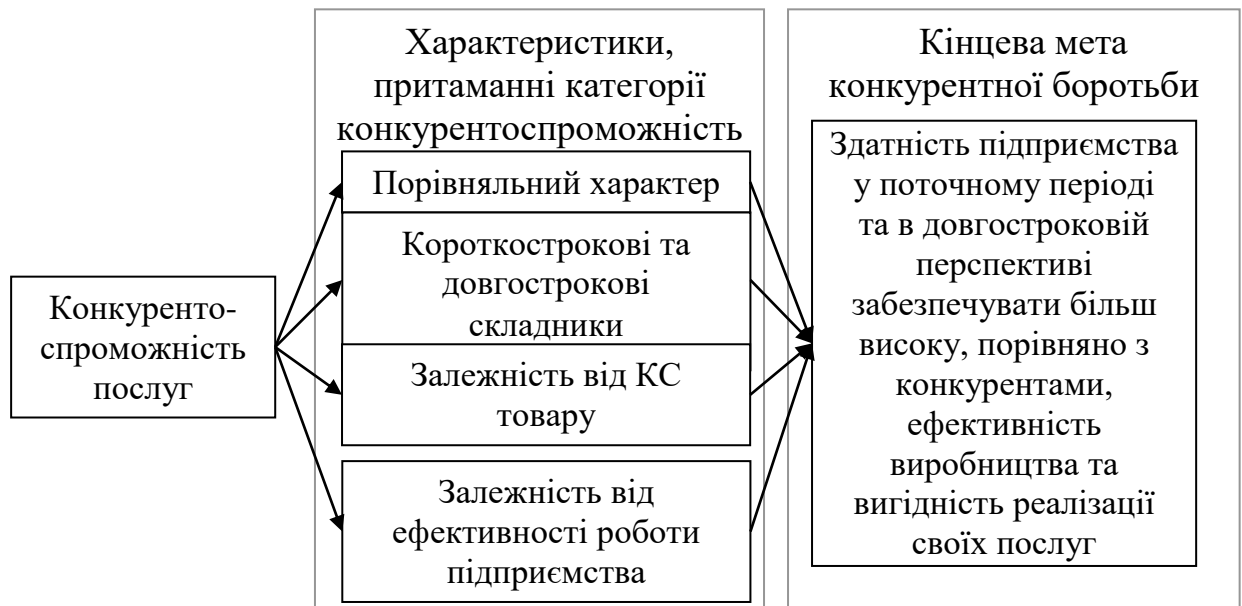 Конкуренто-
спроможність
послуг
Характеристики,
притаманні категорії
конкурентоспроможність
Порівняльний характер
Короткострокові та
довгострокові
складники
Залежність від КС
товару
Залежність від
ефективності роботи
підприємства
Кінцева мета
конкурентної боротьби
Здатність підприємства
у поточному періоді
та в довгостроковій
перспективі
забезпечувати більш
високу, порівняно з
конкурентами,
ефективність
виробництва та
вигідність реалізації
своїх послуг